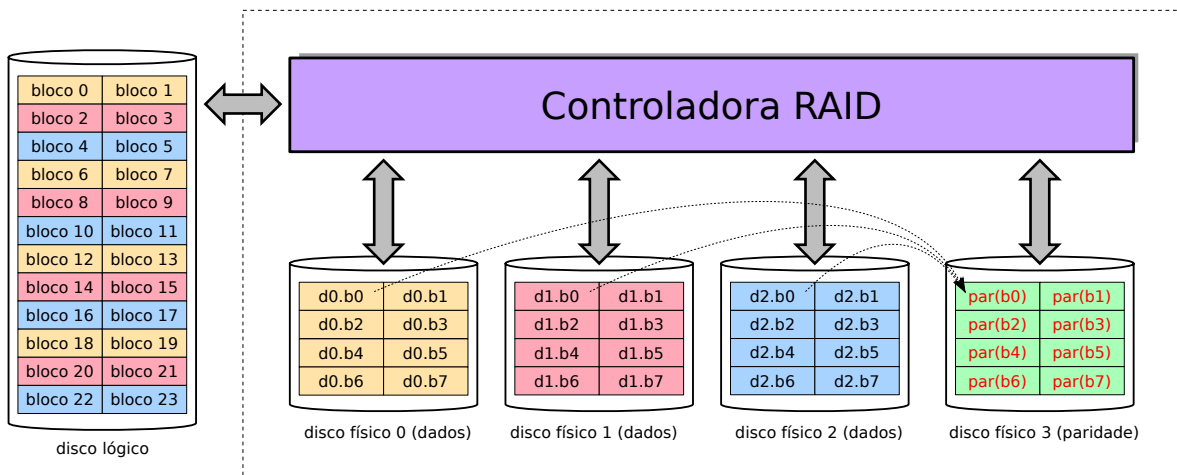 Controladora RAID
bloco 0 bloco 1
bloco 2 bloco 3
bloco 4 bloco 5
bloco 6 bloco 7
bloco 8 bloco 9
bloco 10 bloco 11
bloco 12 bloco 13
bloco 14 bloco 15
bloco 16 bloco 17
bloco 18 bloco 19
bloco 20 bloco 21
bloco 22 bloco 23
disco lógico
d0.b0 d0.b1
d0.b2 d0.b3
d0.b4 d0.b5
d0.b6 d0.b7
disco físico 0 (dados)
d1.b0 d1.b1
d1.b2 d1.b3
d1.b4 d1.b5
d1.b6 d1.b7
disco físico 1 (dados)
d2.b0 d2.b1
d2.b2 d2.b3
d2.b4 d2.b5
d2.b6 d2.b7
disco físico 2 (dados)
par(b0) par(b1)
par(b2) par(b3)
par(b4) par(b5)
par(b6) par(b7)
disco físico 3 (paridade)